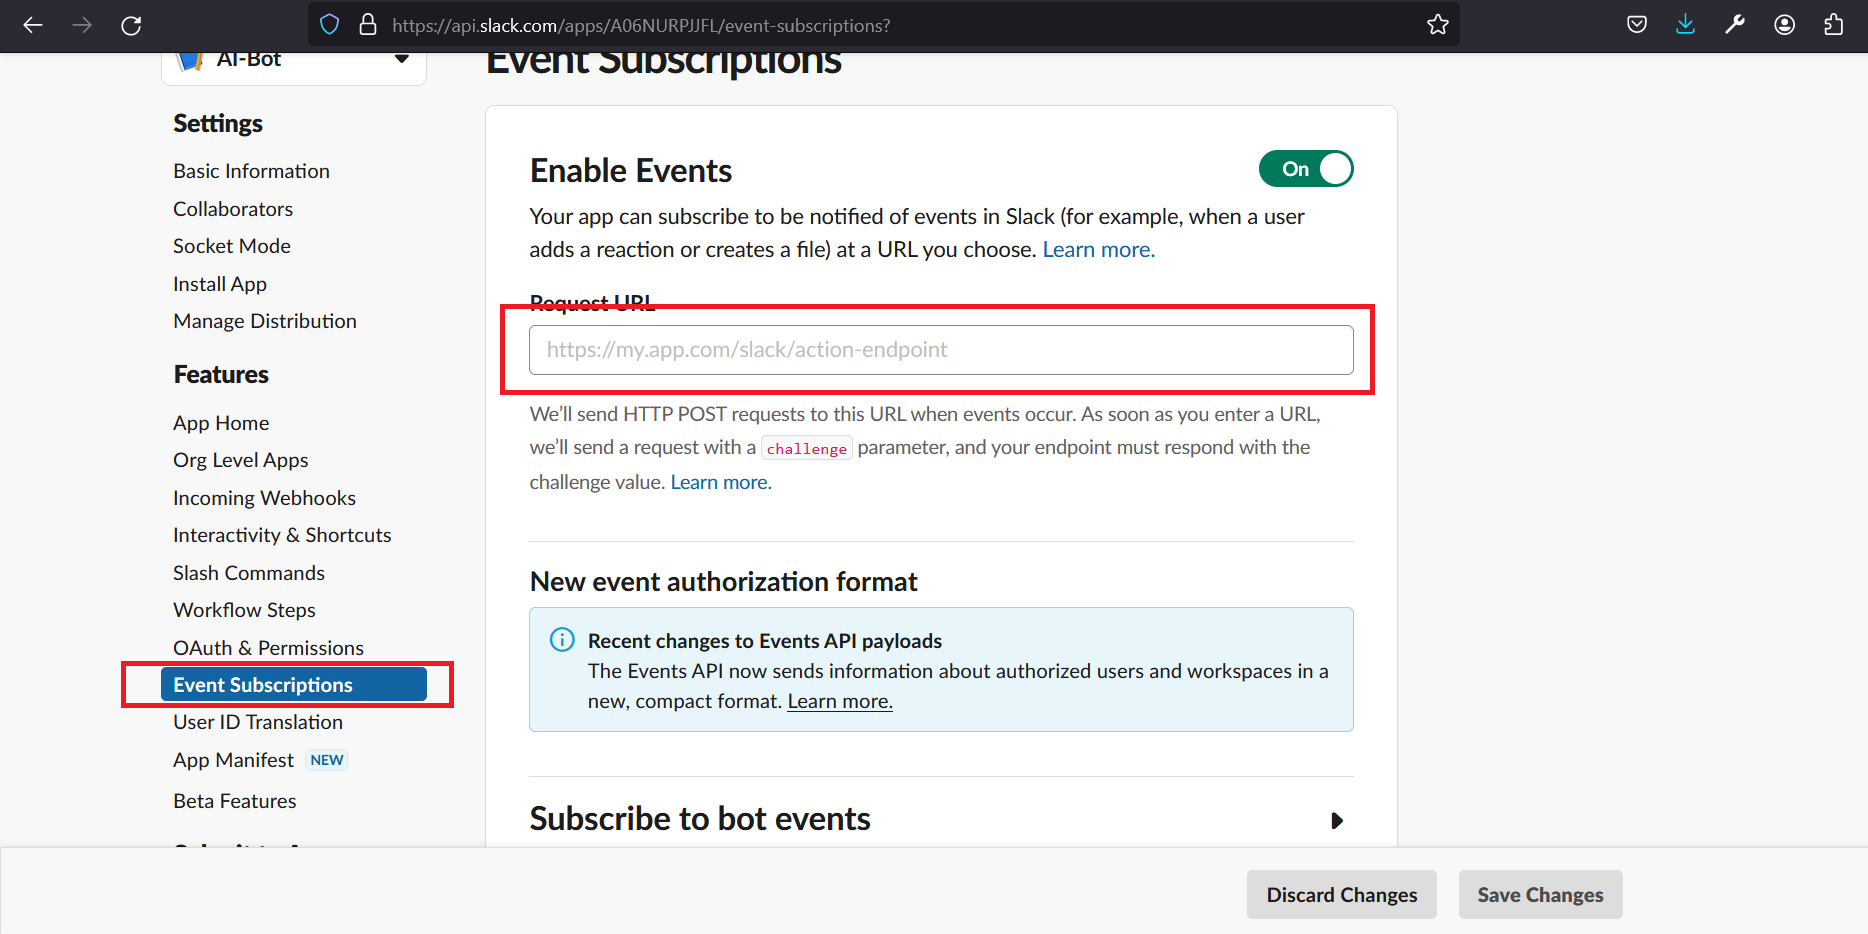 https://api.slack.com/apps/A06NURPJJFL/event-subscriptions?
AI-Bot
Settings
Basic Information
Collaborators
Socket Mode
Install App
Manage Distribution
Features
App Home
Org Level Apps
Incoming Webhooks
Interactivity & Shortcuts
Slash Commands
Workflow Steps
OAuth & Permissions
Event Subscriptions
User ID Translation
App Manifest NEW
Beta Features
Event Subscriptions
Enable Events
On
Your app can subscribe to be notified of events in Slack (for example, when a user
adds a reaction or creates a file) at a URL you choose. Learn more.
Request URL
https://my.app.com/slack/action-endpoint
We'll send HTTP POST requests to this URL when events occur. As soon as you enter a URL,
we'll send a request with a challenge parameter, and your endpoint must respond with the
challenge value. Learn more.
New event authorization format
Recent changes to Events API payloads
The Events API now sends information about authorized users and workspaces in a
new, compact format. Learn more.
Subscribe to bot events
Discard Changes
Save Changes